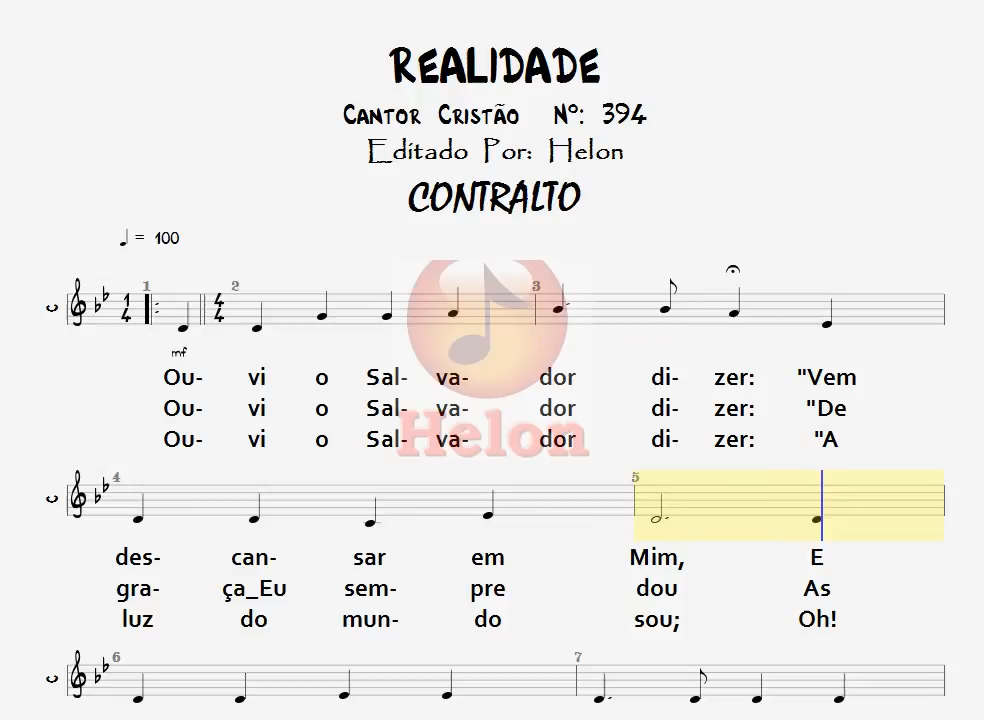 REALIDADE
CANTOR CRISTÃO Nº: 394
Editado Por: Helon
CONTRALTO
♩ = 100
C 1 1/4 2 4/4 3
mf
Ou- vi o Sal- va- dor di- zer: "Vem
Ou- vi o Sal- va- dor di- zer: "De
Ou- vi o Sal- va- dor di- zer: "A
Helon
C 4 5
des- can- sar em Mim, E
gra- ça_Eu sem- pre dou As
luz do mun- do sou; Oh!
C 6 7